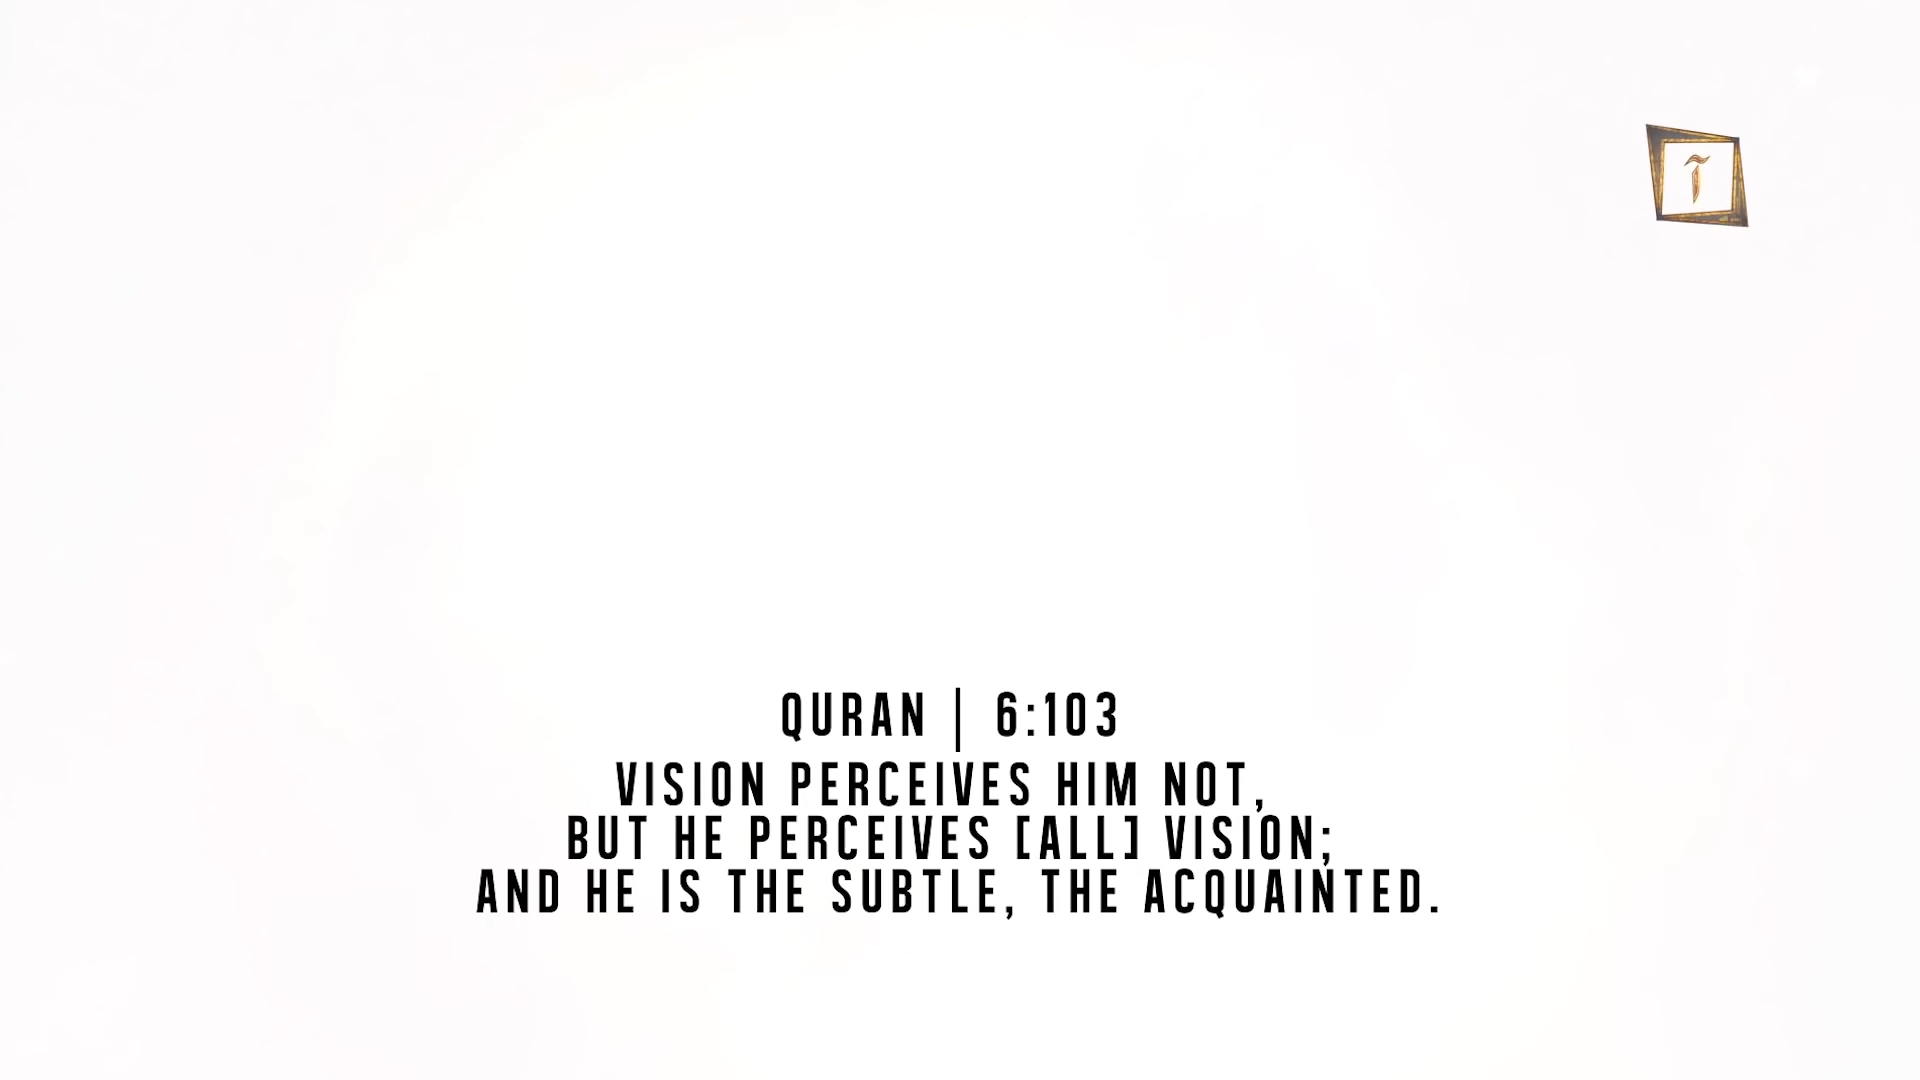 آ
QURAN | 6:103
VISION PERCEIVES HIM NOT,
BUT HE PERCEIVES [ALL] VISION;
AND HE IS THE SUBTLE, THE ACQUAINTED.